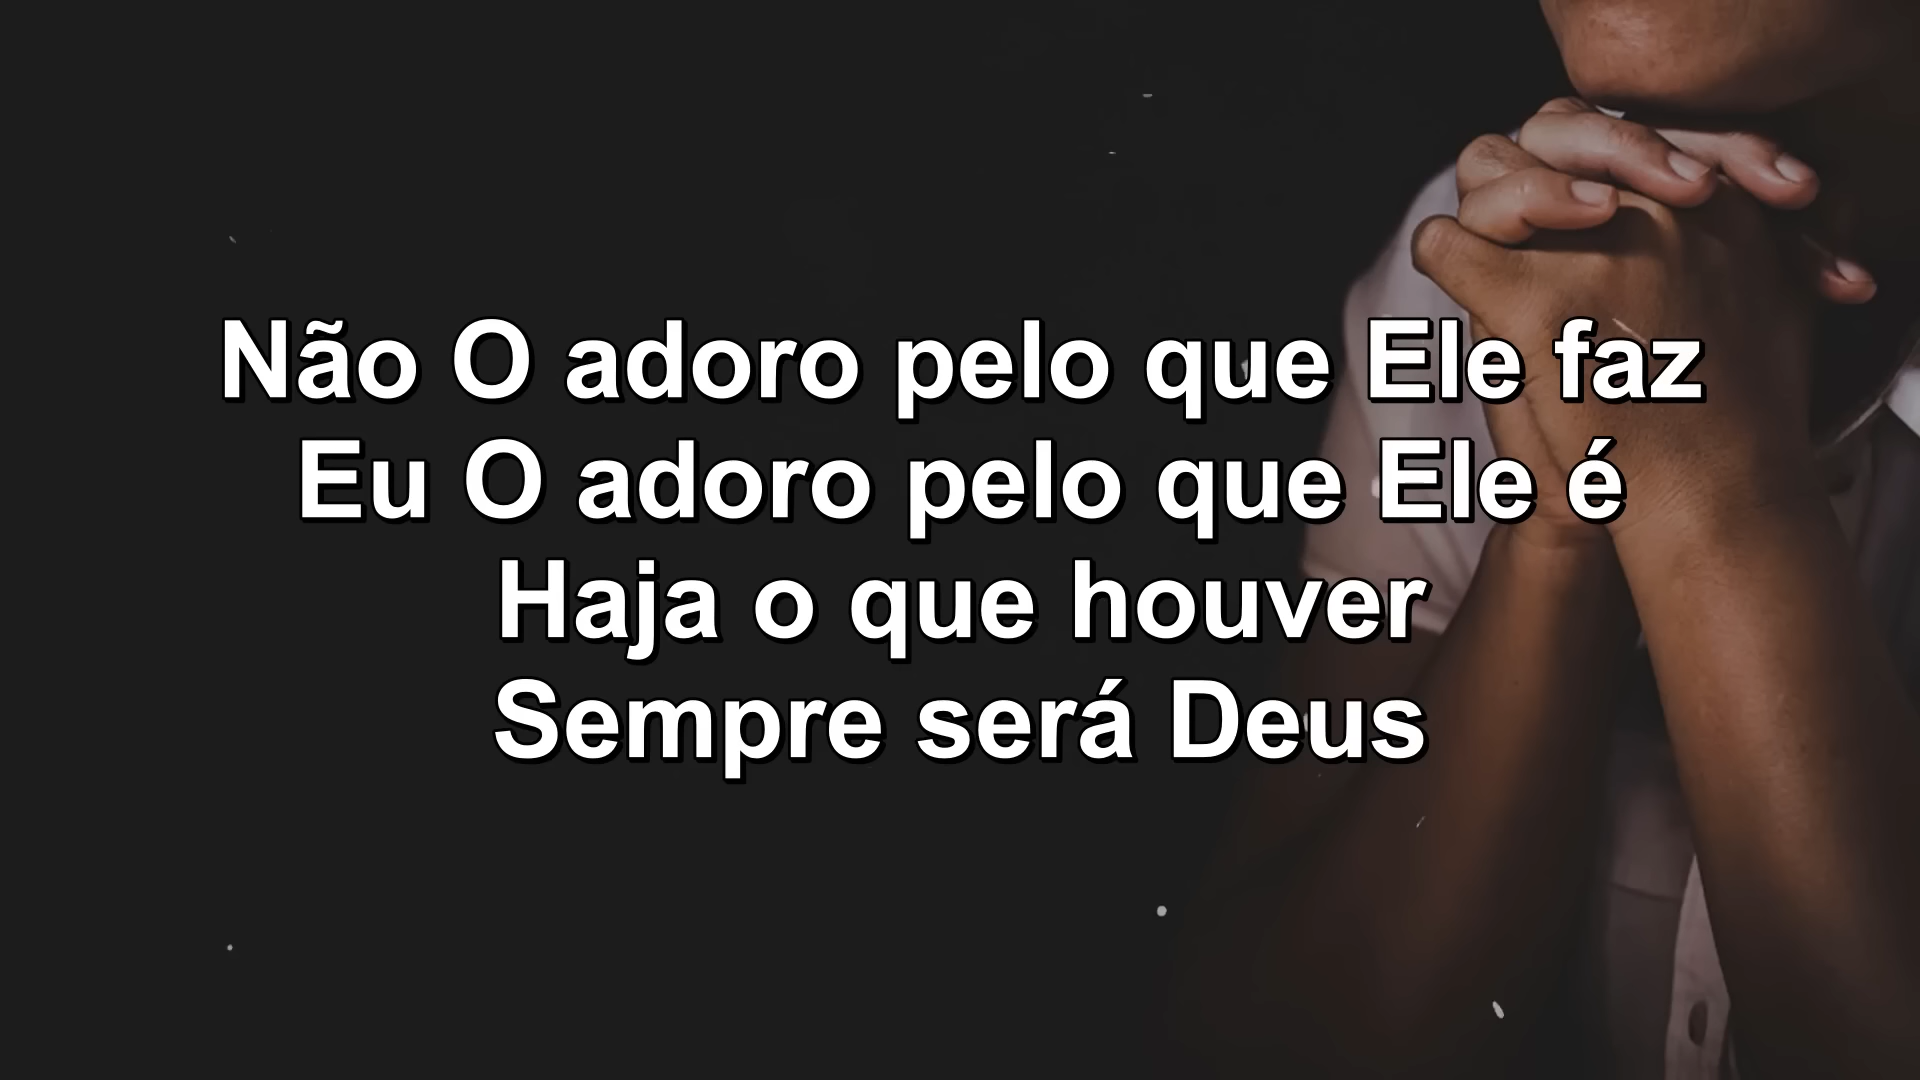 Não O adoro pelo que Ele faz
Eu O adoro pelo que Ele é
Haja o que houver
Sempre será Deus